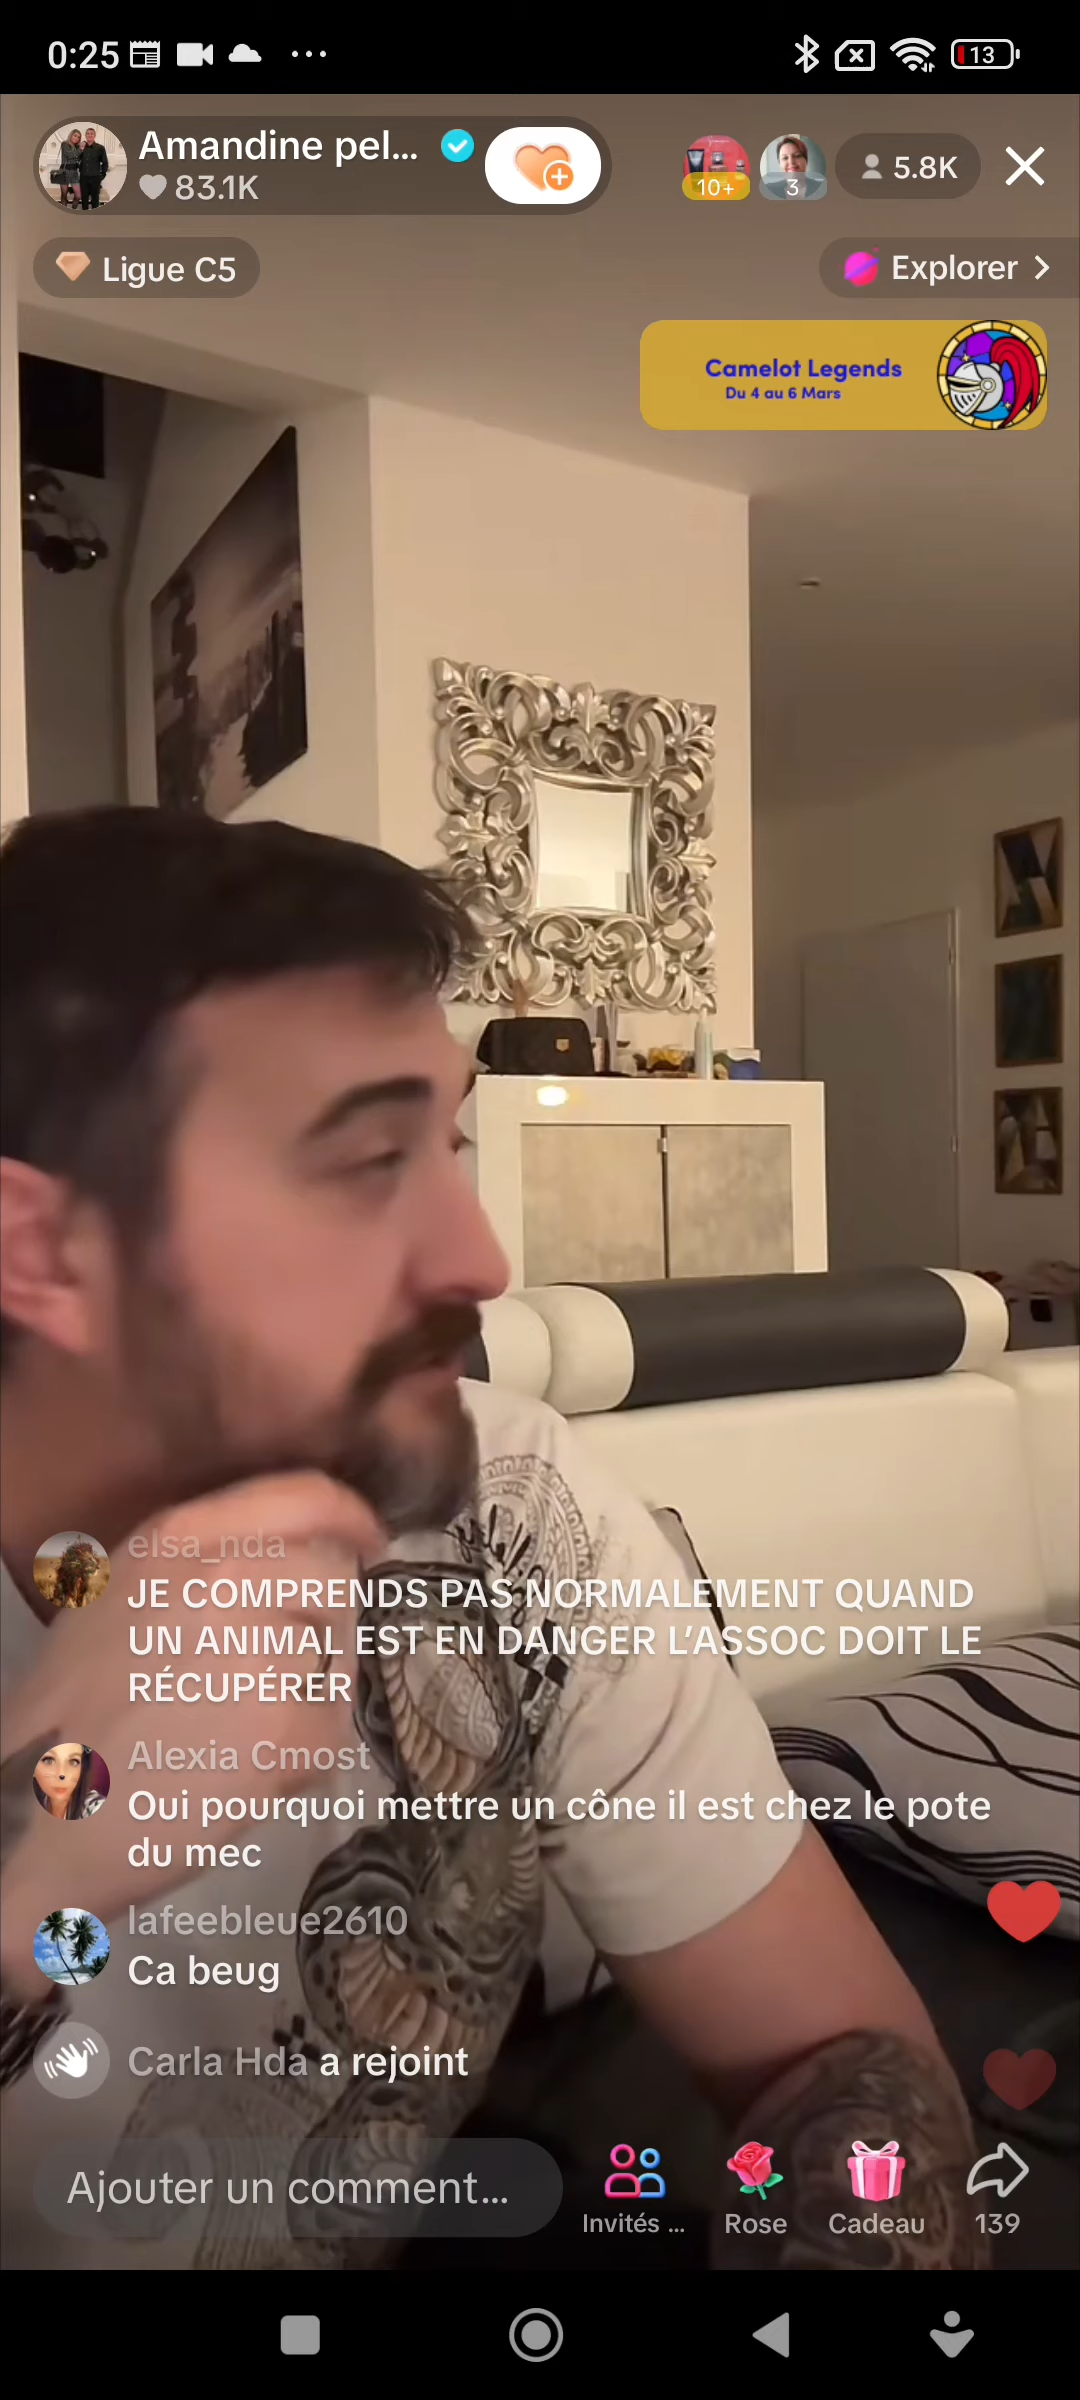 0:25
13
Amandine pel...
83.1K
10+
3
5.8K
Ligue C5
Explorer
Camelot Legends
Du 4 au 6 Mars
elsa_nda
JE COMPRENDS PAS NORMALEMENT QUAND
UN ANIMAL EST EN DANGER L'ASSOC DOIT LE
RÉCUPÉRER
Alexia Cmost
Oui pourquoi mettre un cône il est chez le pote
du mec
lafeebleue2610
Ca beug
Carla Hda a rejoint
Ajouter un comment...
Invités ...
Rose
Cadeau
139